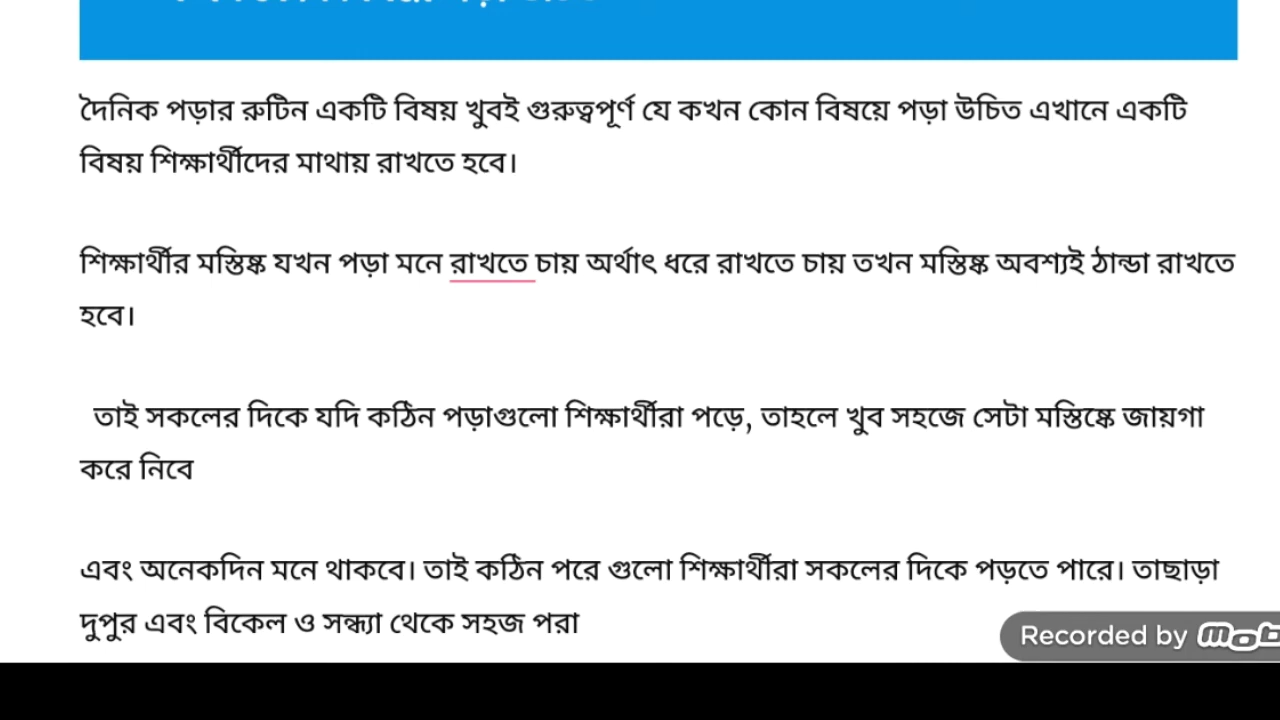 দৈনিক পড়ার রুটিন একটি বিষয় খুবই গুরুত্বপূর্ণ যে কখন কোন বিষয়ে পড়া উচিত এখানে একটি
বিষয় শিক্ষার্থীদের মাথায় রাখতে হবে।
শিক্ষার্থীর মস্তিষ্ক যখন পড়া মনে রাখতে চায় অর্থাৎ ধরে রাখতে চায় তখন মস্তিষ্ক অবশ্যই ঠান্ডা রাখতে
হবে।
তাই সকলের দিকে যদি কঠিন পড়াগুলো শিক্ষার্থীরা পড়ে, তাহলে খুব সহজে সেটা মস্তিষ্কে জায়গা
করে নিবে
এবং অনেকদিন মনে থাকবে। তাই কঠিন পরে গুলো শিক্ষার্থীরা সকলের দিকে পড়তে পারে। তাছাড়া
দুপুর এবং বিকেল ও সন্ধ্যা থেকে সহজ পরা
Recorded by